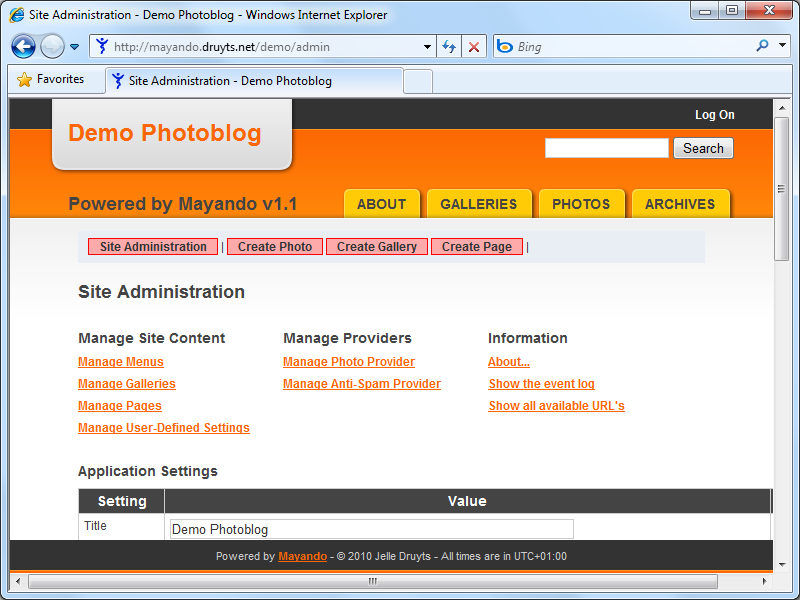 Site Administration - Demo Photoblog - Windows Internet Explorer
http://mayando.druyts.net/demo/admin
Bing
Favorites
Site Administration - Demo Photoblog
Log On
Demo Photoblog
Search
Powered by Mayando v1.1
ABOUT GALLERIES PHOTOS ARCHIVES
Site Administration | Create Photo Create Gallery Create Page |
Site Administration
Manage Site Content
Manage Menus
Manage Galleries
Manage Pages
Manage User-Defined Settings
Manage Providers
Manage Photo Provider
Manage Anti-Spam Provider
Information
About...
Show the event log
Show all available URL's
Application Settings
Setting Value
Title Demo Photoblog
Powered by Mayando - © 2010 Jelle Druyts - All times are in UTC+01:00